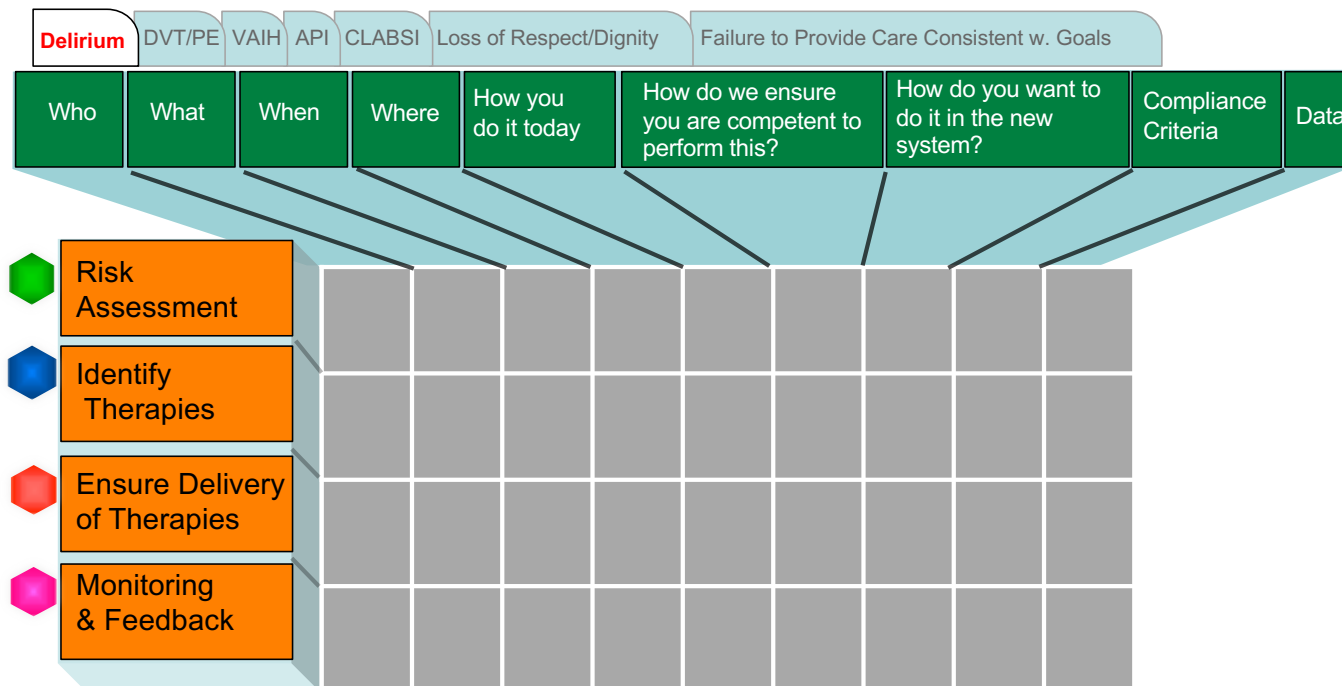 Delirium
DVT/PE
VAIH
API
CLABSI
Loss of Respect/Dignity
Failure to Provide Care Consistent w. Goals
Who
What
When
Where
How you
do it today
How do we ensure
you are competent to
perform this?
How do you want to
do it in the new
system?
Compliance
Criteria
Data
Risk
Assessment
Identify
Therapies
Ensure Delivery
of Therapies
Monitoring
& Feedback